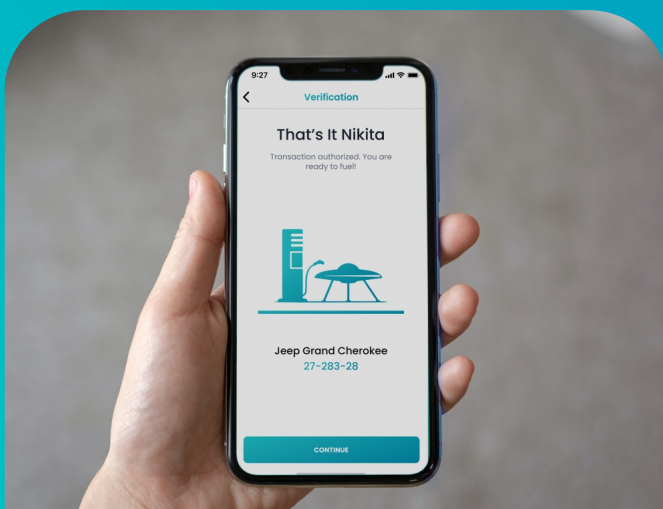 9:27
Verification
That's It Nikita
Transaction authorized. You are
ready to fuel!
Jeep Grand Cherokee
27-283-28
CONTINUE